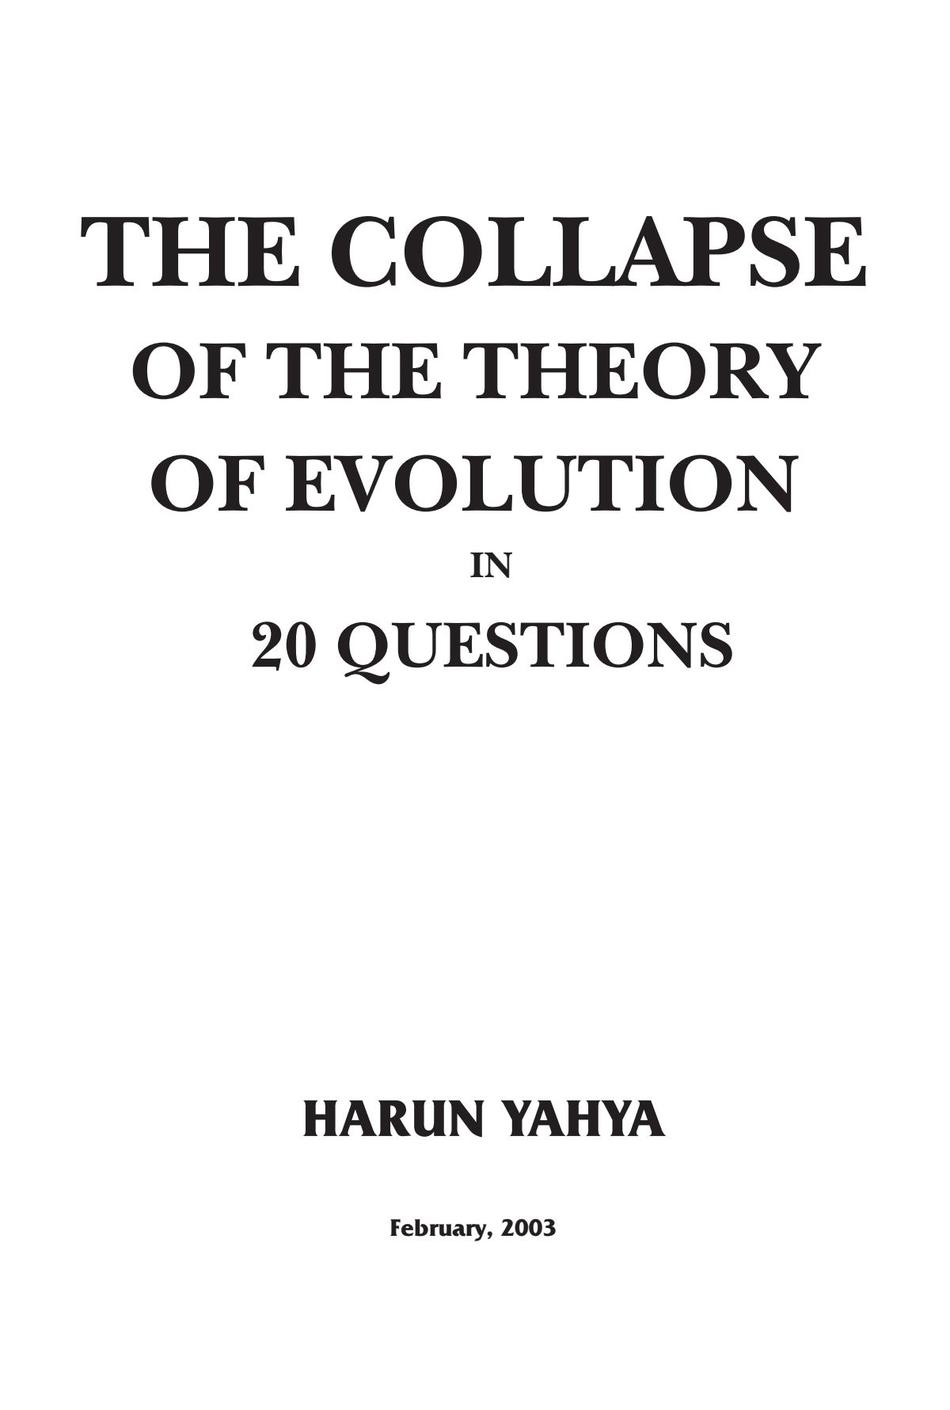 THE COLLAPSE
OF THE THEORY
OF EVOLUTION
IN
20 QUESTIONS
HARUN YAHYA
February, 2003